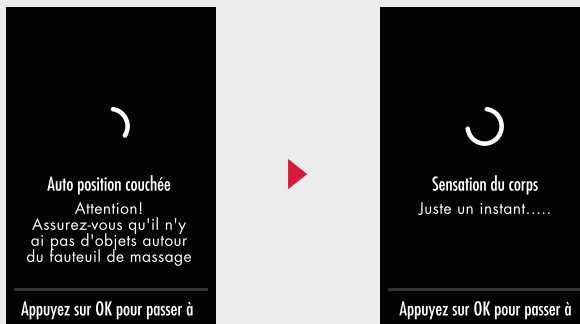 Auto position couchée
Attention!
Assurez-vous qu'il n'y
ai pas d'objets autour
du fauteuil de massage
Appuyez sur OK pour passer à
Sensation du corps
Juste un instant.....
Appuyez sur OK pour passer à